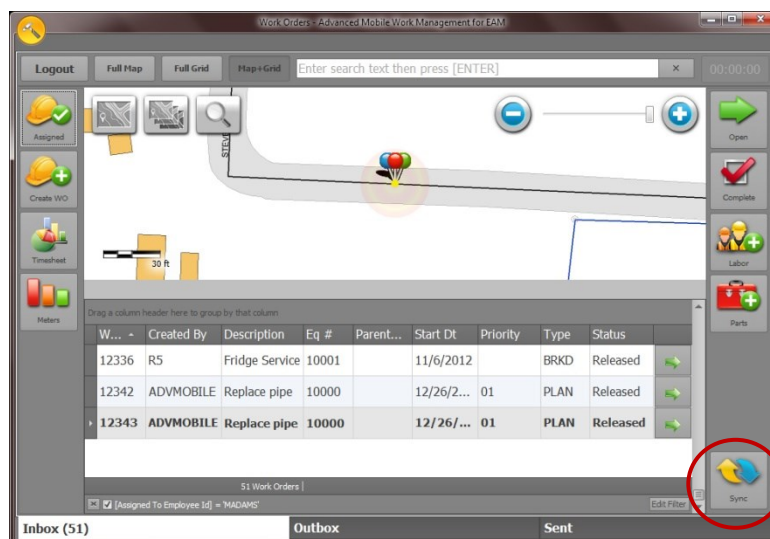 Work Orders - Advanced Mobile Work Management for EAM
Logout
Full Map
Full Grid
Map+Grid
Enter search text then press [ENTER]
00:00:00
Assigned
Create WO
Timesheet
Meters
30 ft
Open
Complete
Labor
Parts
Sync
Drag a column header here to group by that column
W... Created By Description Eq # Parent... Start Dt Priority Type Status
12336 R5 Fridge Service 10001 11/6/2012 BRKD Released
12342 ADVMOBILE Replace pipe 10000 12/26/2... 01 PLAN Released
12343 ADVMOBILE Replace pipe 10000 12/26/... 01 PLAN Released
51 Work Orders
[Assigned To Employee Id] = 'MADAMS'
Edit Filter
Inbox (51) Outbox Sent